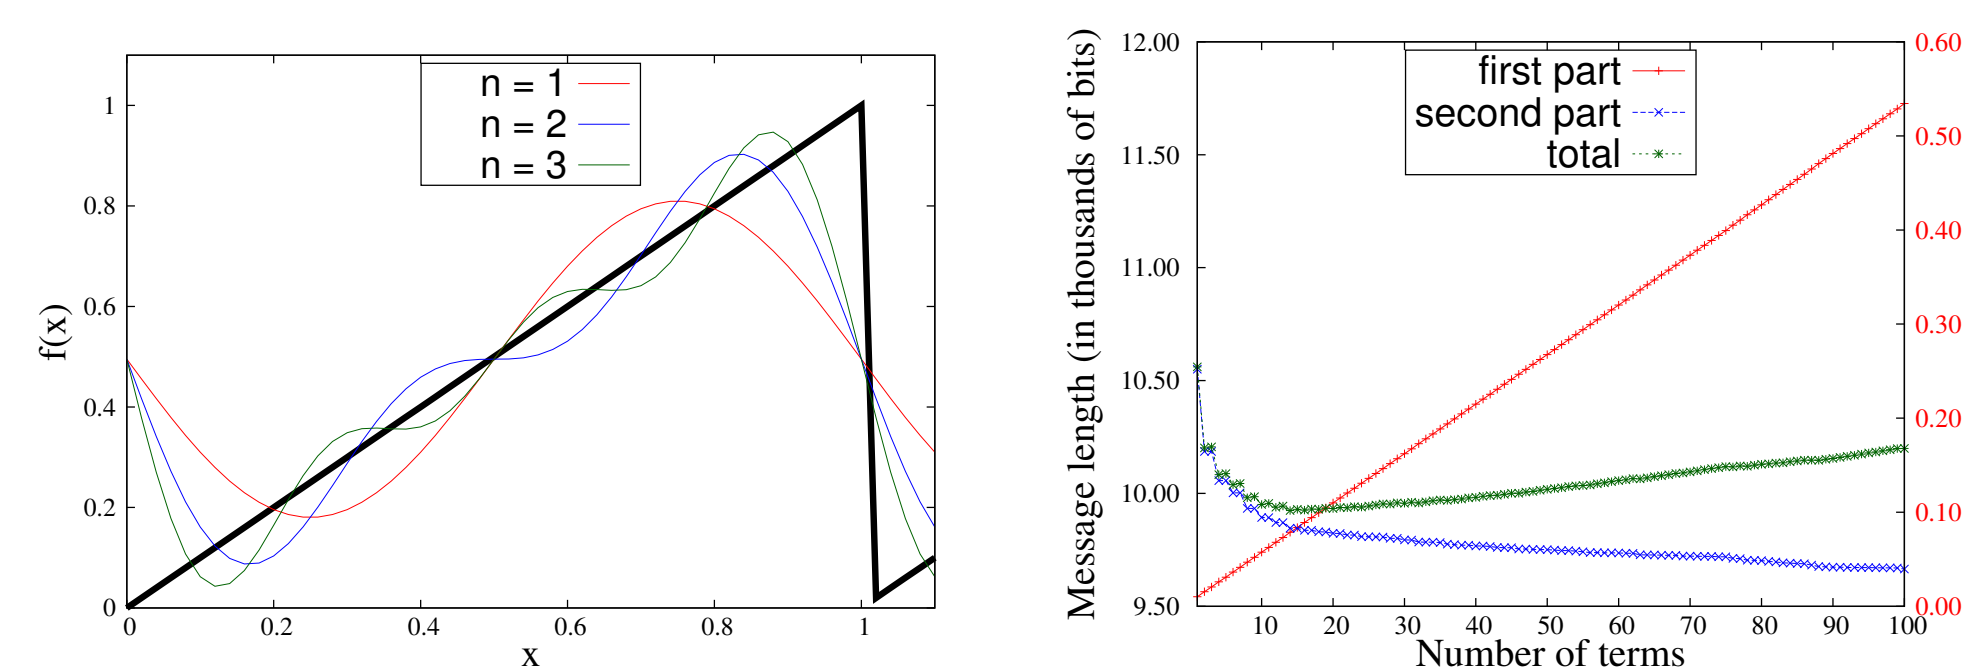 f(x)
1
0.8
0.6
0.4
0.2
0
n = 1
n = 2
n = 3
0 0.2 0.4 0.6 0.8 1
x
Message length (in thousands of bits)
12.00
11.50
11.00
10.50
10.00
9.50
first part
second part
total
0.60
0.50
0.40
0.30
0.20
0.10
0.00
10 20 30 40 50 60 70 80 90 100
Number of terms